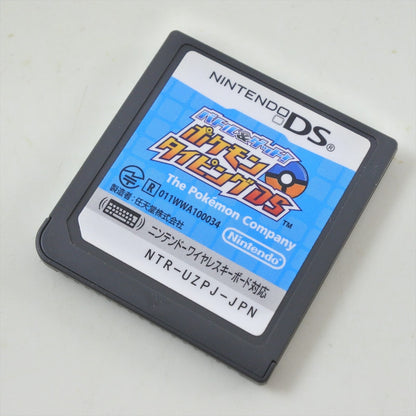 NINTENDO DS
バトル&ゲット!
ポケモン
タイピングDS
TM
The Pokémon Company
R 011WWA100034
製造者:任天堂株式会社
Nintendo
ニンテンドーワイヤレスキーボード対応
NTR-UZPJ-JPN